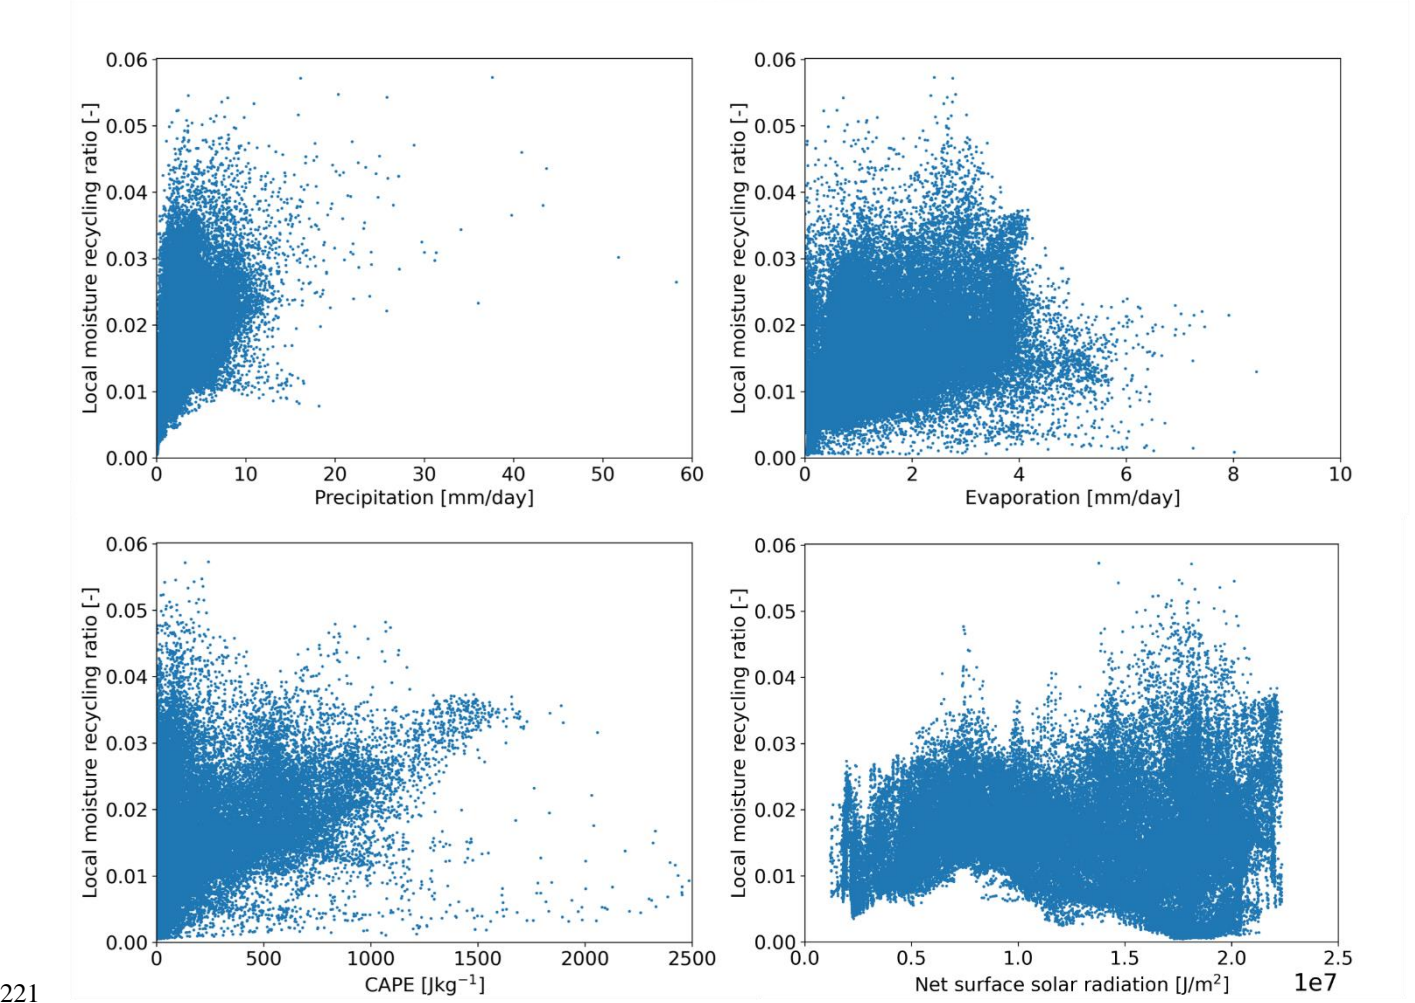 0.06
0.05
0.04
0.03
0.02
0.01
0.00
Local moisture recycling ratio [-]
0 10 20 30 40 50 60
Precipitation [mm/day]
0.06
0.05
0.04
0.03
0.02
0.01
0.00
Local moisture recycling ratio [-]
0 2 4 6 8 10
Evaporation [mm/day]
0.06
0.05
0.04
0.03
0.02
0.01
0.00
Local moisture recycling ratio [-]
0 500 1000 1500 2000 2500
CAPE [Jkg⁻¹]
0.06
0.05
0.04
0.03
0.02
0.01
0.00
Local moisture recycling ratio [-]
0.0 0.5 1.0 1.5 2.0 2.5
Net surface solar radiation [J/m²] 1e7
221